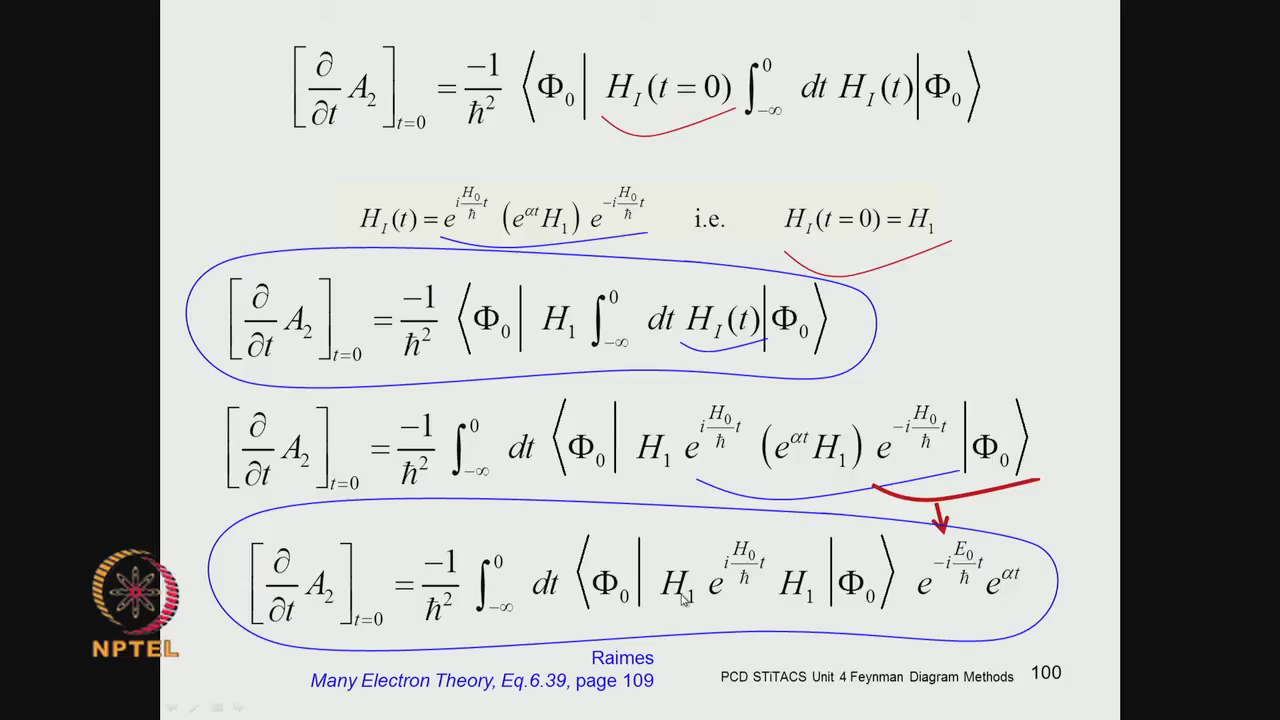 [∂/∂t A₂]ₜ₌₀ = −1/ħ² ⟨Φ₀| H_I(t=0) ∫_{−∞}^{0} dt H_I(t) |Φ₀⟩
H_I(t) = e^{i H₀/ħ t} (e^{αt} H₁) e^{−i H₀/ħ t} i.e. H_I(t=0) = H₁
[∂/∂t A₂]ₜ₌₀ = −1/ħ² ⟨Φ₀| H₁ ∫_{−∞}^{0} dt H_I(t) |Φ₀⟩
[∂/∂t A₂]ₜ₌₀ = −1/ħ² ∫_{−∞}^{0} dt ⟨Φ₀| H₁ e^{i H₀/ħ t} (e^{αt} H₁) e^{−i H₀/ħ t} |Φ₀⟩
[∂/∂t A₂]ₜ₌₀ = −1/ħ² ∫_{−∞}^{0} dt ⟨Φ₀| H₁ e^{i H₀/ħ t} H₁ |Φ₀⟩ e^{−i E₀/ħ t} e^{αt}
NPTEL
Raimes
Many Electron Theory, Eq.6.39, page 109
PCD STiTACS Unit 4 Feynman Diagram Methods 100